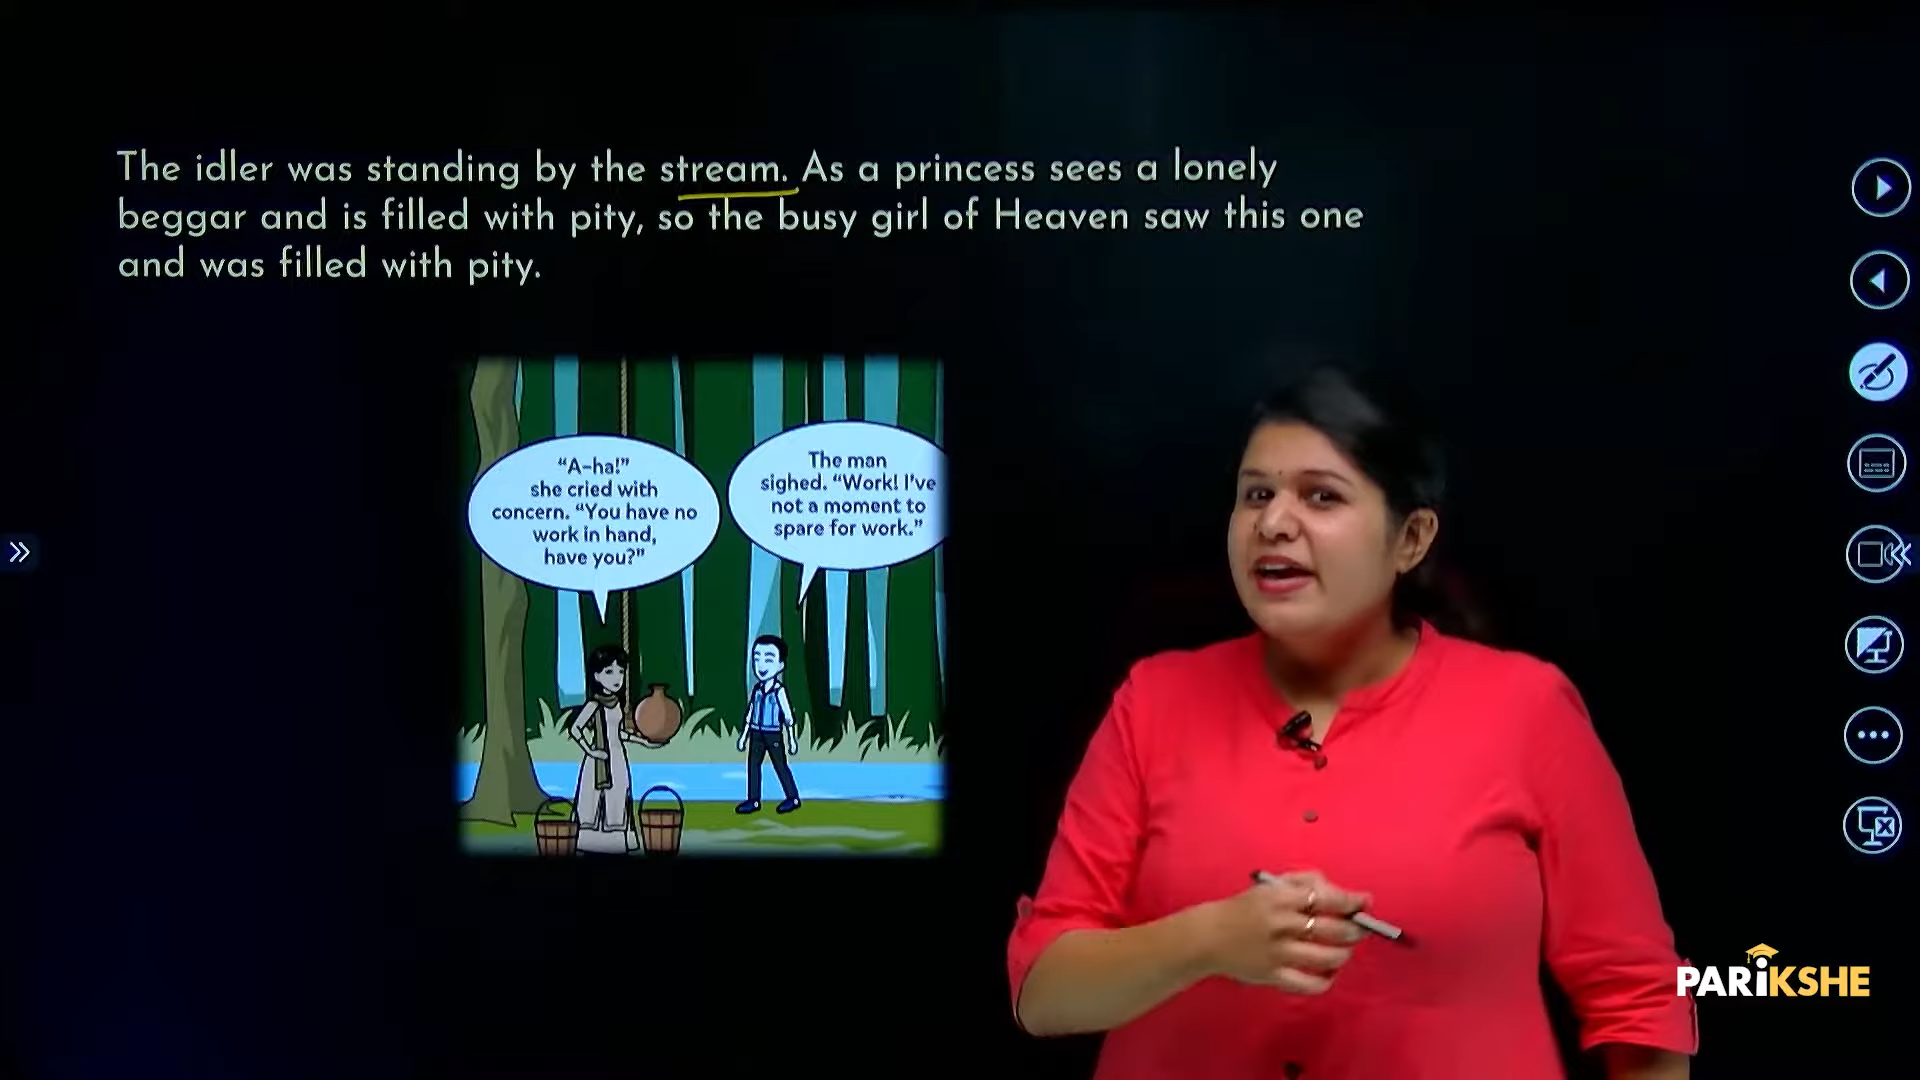 The idler was standing by the stream. As a princess sees a lonely
beggar and is filled with pity, so the busy girl of Heaven saw this one
and was filled with pity.
“A-ha!”
she cried with
concern. “You have no
work in hand,
have you?”
The man
sighed. “Work! I’ve
not a moment to
spare for work.”
PARiKSHE